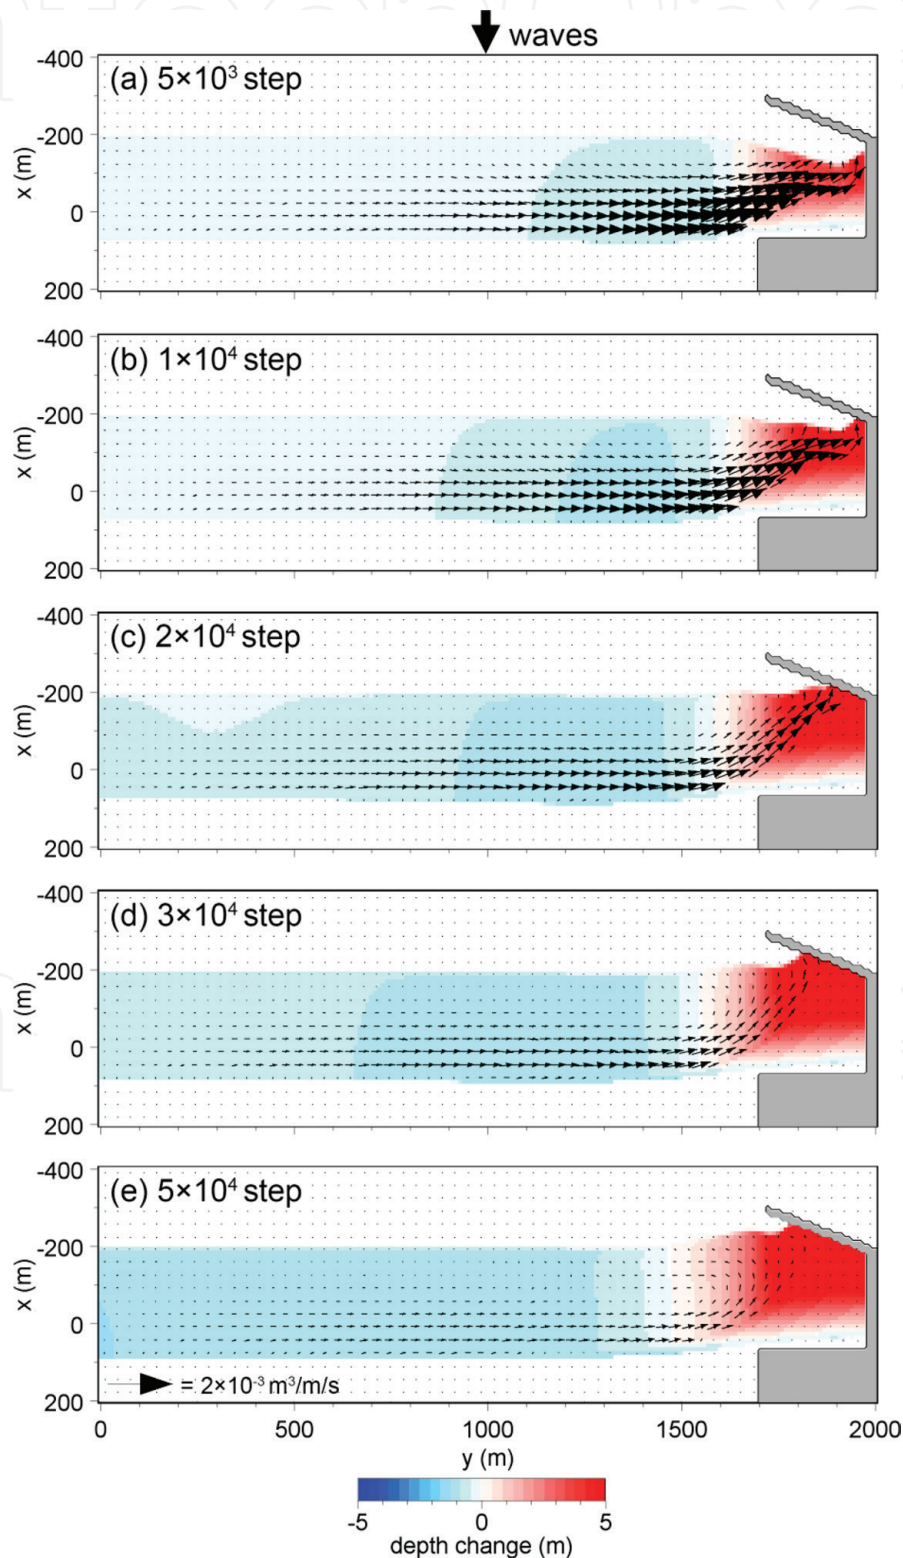 waves
(a) 5×10³ step
-400
-200
0
200
x (m)
(b) 1×10⁴ step
-400
-200
0
200
x (m)
(c) 2×10⁴ step
-400
-200
0
200
x (m)
(d) 3×10⁴ step
-400
-200
0
200
x (m)
(e) 5×10⁴ step
-400
-200
0
200
x (m)
= 2×10⁻³ m³/m/s
0 500 1000 1500 2000
y (m)
-5 0 5
depth change (m)